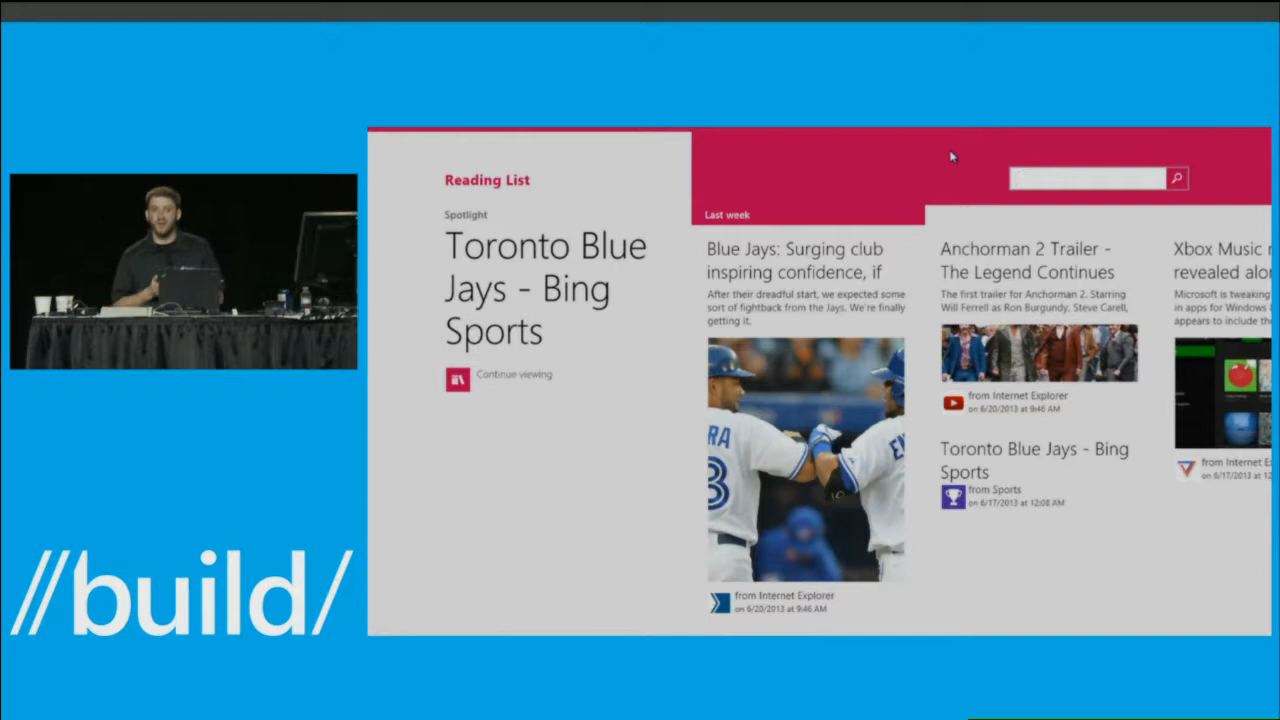 Reading List
Spotlight
Toronto Blue
Jays - Bing
Sports
Continue viewing
Last week
Blue Jays: Surging club
inspiring confidence, if
After their dreadful start, we expected some
sort of fightback from the Jays. We're finally
getting it.
RA
8
EN
from Internet Explorer
on 6/20/2013 at 9:46 AM
Anchorman 2 Trailer -
The Legend Continues
The first trailer for Anchorman 2. Starring
Will Ferrell as Ron Burgundy, Steve Carell,
from Internet Explorer
on 6/20/2013 at 9:46 AM
Toronto Blue Jays - Bing
Sports
from Sports
on 6/17/2013 at 12:08 AM
Xbox Music
revealed alo
Microsoft is tweaking
in apps for Windows
appears to include th
from Internet E
on 6/17/2013 at 12
//build/